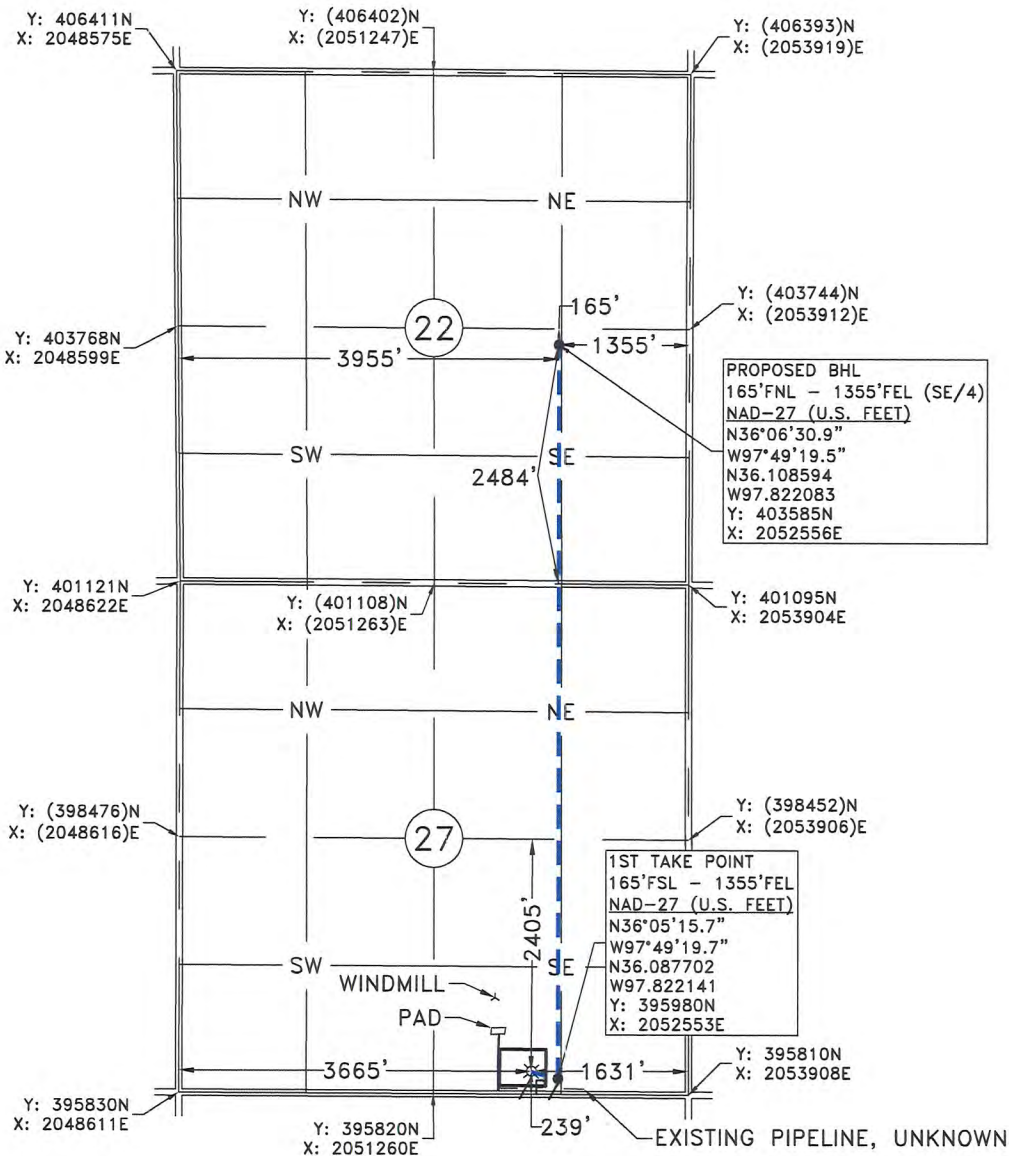 Y: 406411N
X: 2048575E
Y: (406402)N
X: (2051247)E
Y: (406393)N
X: (2053919)E
NW
NE
165'
Y: (403744)N
X: (2053912)E
22
Y: 403768N
X: 2048599E
3955'
1355'
PROPOSED BHL
165'FNL - 1355'FEL (SE/4)
NAD-27 (U.S. FEET)
N36°06'30.9"
W97°49'19.5"
N36.108594
W97.822083
Y: 403585N
X: 2052556E
SW
SE
2484'
Y: 401121N
X: 2048622E
Y: (401108)N
X: (2051263)E
Y: 401095N
X: 2053904E
NW
NE
Y: (398476)N
X: (2048616)E
Y: (398452)N
X: (2053906)E
27
1ST TAKE POINT
165'FSL - 1355'FEL
NAD-27 (U.S. FEET)
N36°05'15.7"
W97°49'19.7"
N36.087702
W97.822141
Y: 395980N
X: 2052553E
2405'
SW
SE
WINDMILL
PAD
3665'
1631'
Y: 395810N
X: 2053908E
Y: 395830N
X: 2048611E
Y: 395820N
X: 2051260E
239'
EXISTING PIPELINE, UNKNOWN